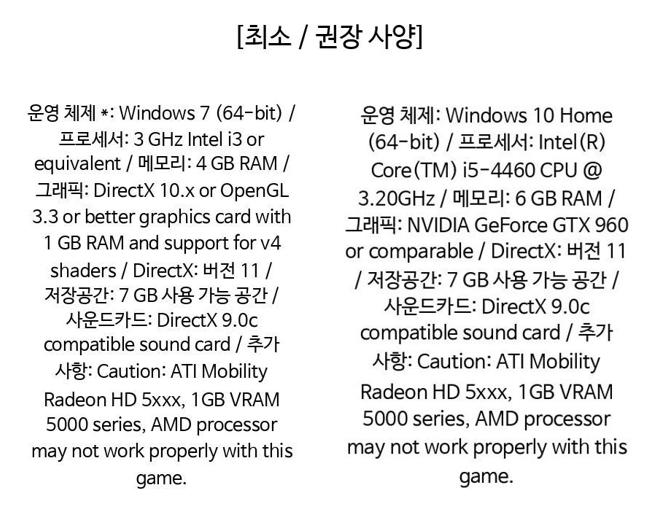 [최소 / 권장 사양]
운영 체제 *: Windows 7 (64-bit) /
프로세서: 3 GHz Intel i3 or
equivalent / 메모리: 4 GB RAM /
그래픽: DirectX 10.x or OpenGL
3.3 or better graphics card with
1 GB RAM and support for v4
shaders / DirectX: 버전 11 /
저장공간: 7 GB 사용 가능 공간 /
사운드카드: DirectX 9.0c
compatible sound card / 추가
사항: Caution: ATI Mobility
Radeon HD 5xxx, 1GB VRAM
5000 series, AMD processor
may not work properly with this
game.
운영 체제: Windows 10 Home
(64-bit) / 프로세서: Intel(R)
Core(TM) i5-4460 CPU @
3.20GHz / 메모리: 6 GB RAM /
그래픽: NVIDIA GeForce GTX 960
or comparable / DirectX: 버전 11
/ 저장공간: 7 GB 사용 가능 공간 /
사운드카드: DirectX 9.0c
compatible sound card / 추가
사항: Caution: ATI Mobility
Radeon HD 5xxx, 1GB VRAM
5000 series, AMD processor
may not work properly with this
game.